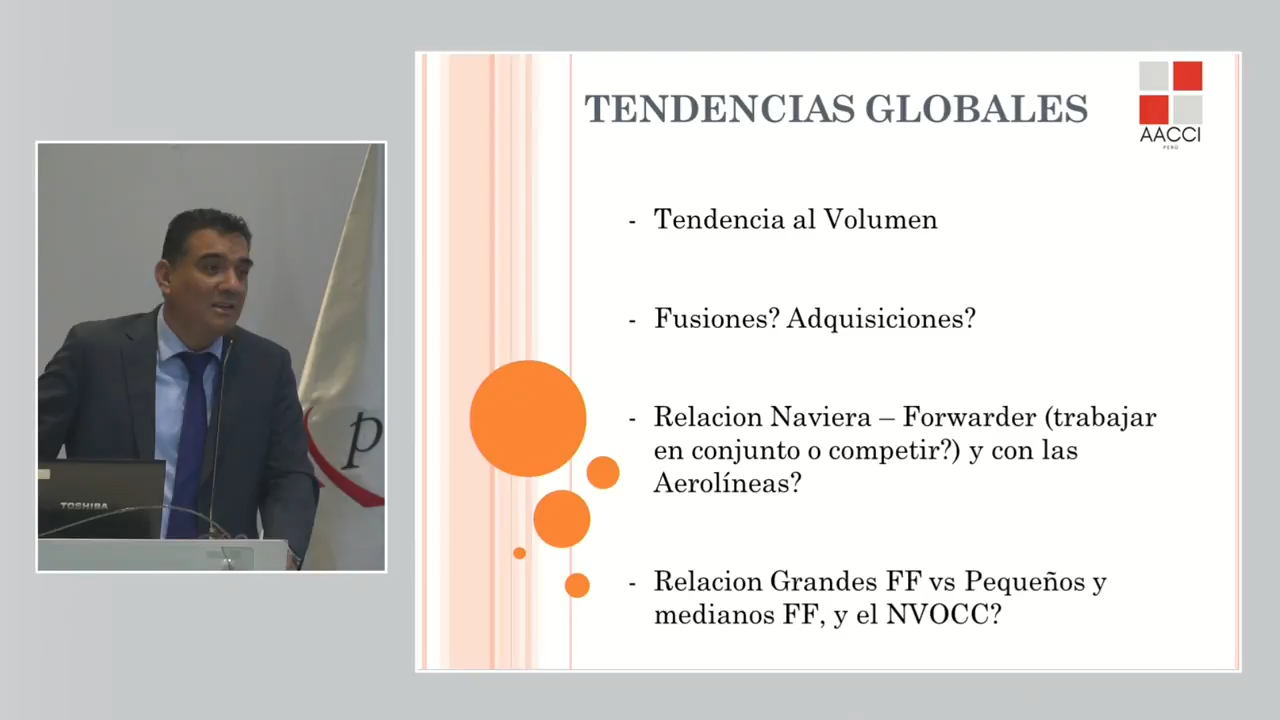 TENDENCIAS GLOBALES
AACCI
PERÚ
- Tendencia al Volumen
- Fusiones? Adquisiciones?
- Relacion Naviera – Forwarder (trabajar
en conjunto o competir?) y con las
Aerolíneas?
- Relacion Grandes FF vs Pequeños y
medianos FF, y el NVOCC?
TOSHIBA
p